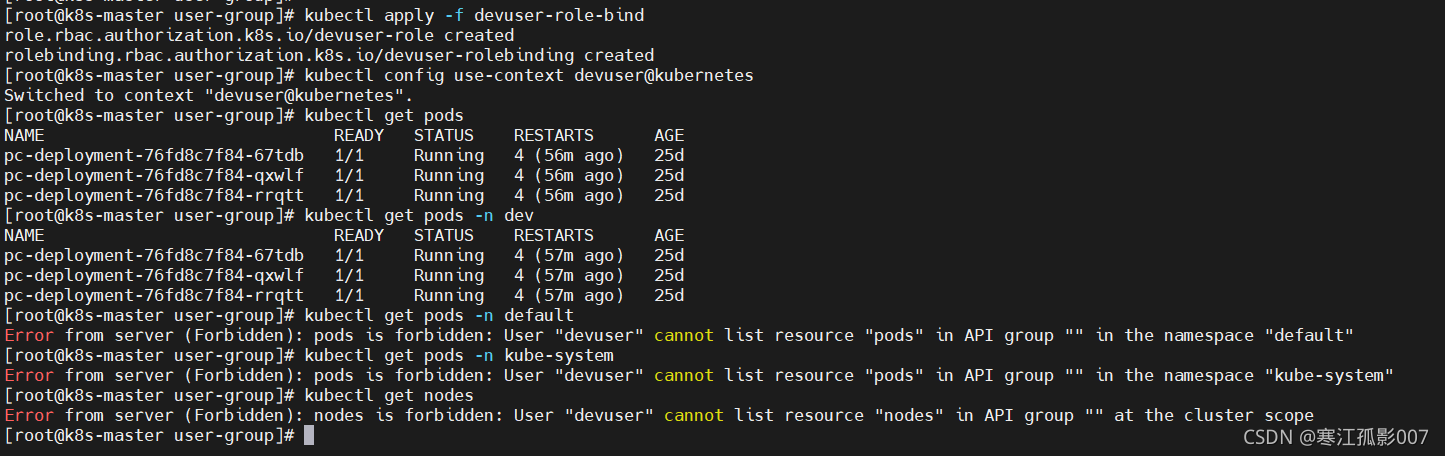 [root@k8s-master user-group]# kubectl apply -f devuser-role-bind
role.rbac.authorization.k8s.io/devuser-role created
rolebinding.rbac.authorization.k8s.io/devuser-rolebinding created
[root@k8s-master user-group]# kubectl config use-context devuser@kubernetes
Switched to context "devuser@kubernetes".
[root@k8s-master user-group]# kubectl get pods
NAME READY STATUS RESTARTS AGE
pc-deployment-76fd8c7f84-67tdb 1/1 Running 4 (56m ago) 25d
pc-deployment-76fd8c7f84-qxwlf 1/1 Running 4 (56m ago) 25d
pc-deployment-76fd8c7f84-rrqtt 1/1 Running 4 (56m ago) 25d
[root@k8s-master user-group]# kubectl get pods -n dev
NAME READY STATUS RESTARTS AGE
pc-deployment-76fd8c7f84-67tdb 1/1 Running 4 (57m ago) 25d
pc-deployment-76fd8c7f84-qxwlf 1/1 Running 4 (57m ago) 25d
pc-deployment-76fd8c7f84-rrqtt 1/1 Running 4 (57m ago) 25d
[root@k8s-master user-group]# kubectl get pods -n default
Error from server (Forbidden): pods is forbidden: User "devuser" cannot list resource "pods" in API group "" in the namespace "default"
[root@k8s-master user-group]# kubectl get pods -n kube-system
Error from server (Forbidden): pods is forbidden: User "devuser" cannot list resource "pods" in API group "" in the namespace "kube-system"
[root@k8s-master user-group]# kubectl get nodes
Error from server (Forbidden): nodes is forbidden: User "devuser" cannot list resource "nodes" in API group "" at the cluster scope
[root@k8s-master user-group]#
CSDN @寒江孤影007